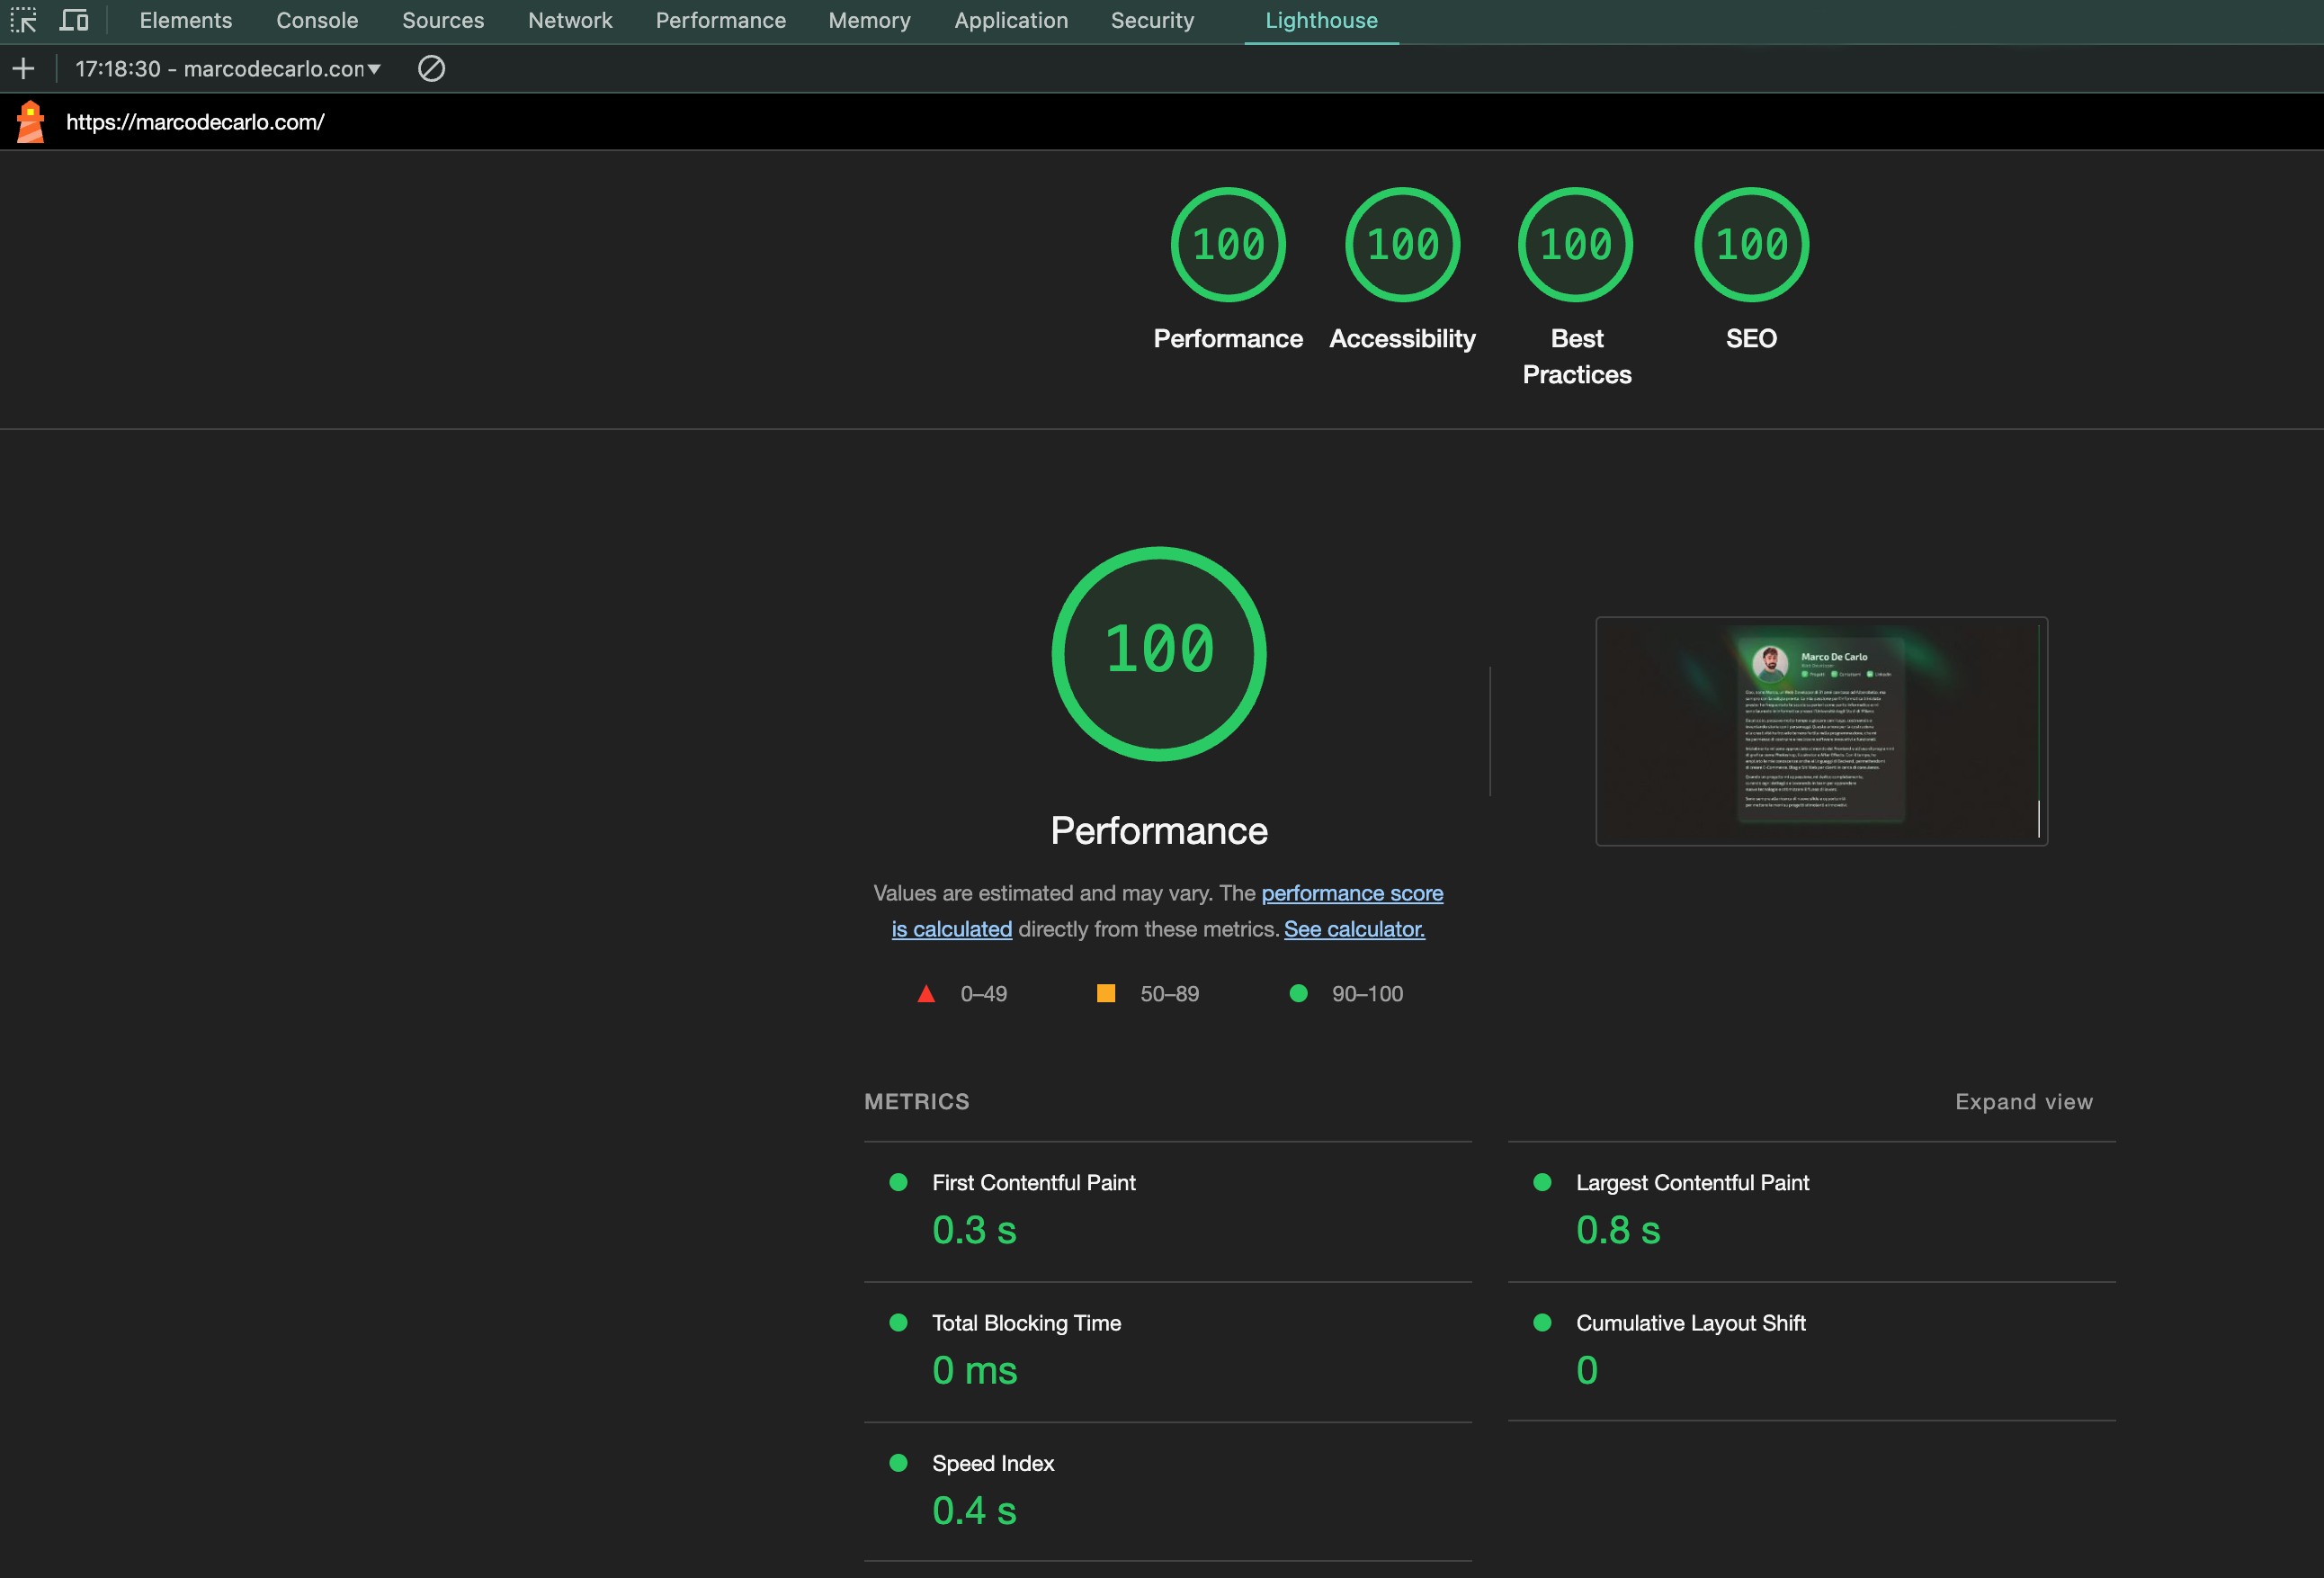 Elements Console Sources Network Performance Memory Application Security Lighthouse
17:18:30 - marcodecarlo.con
https://marcodecarlo.com/
100 100 100 100
Performance Accessibility Best Practices SEO
100
Performance
Values are estimated and may vary. The performance score
is calculated directly from these metrics. See calculator.
0–49 50–89 90–100
Marco De Carlo
METRICS Expand view
First Contentful Paint
0.3 s
Largest Contentful Paint
0.8 s
Total Blocking Time
0 ms
Cumulative Layout Shift
0
Speed Index
0.4 s